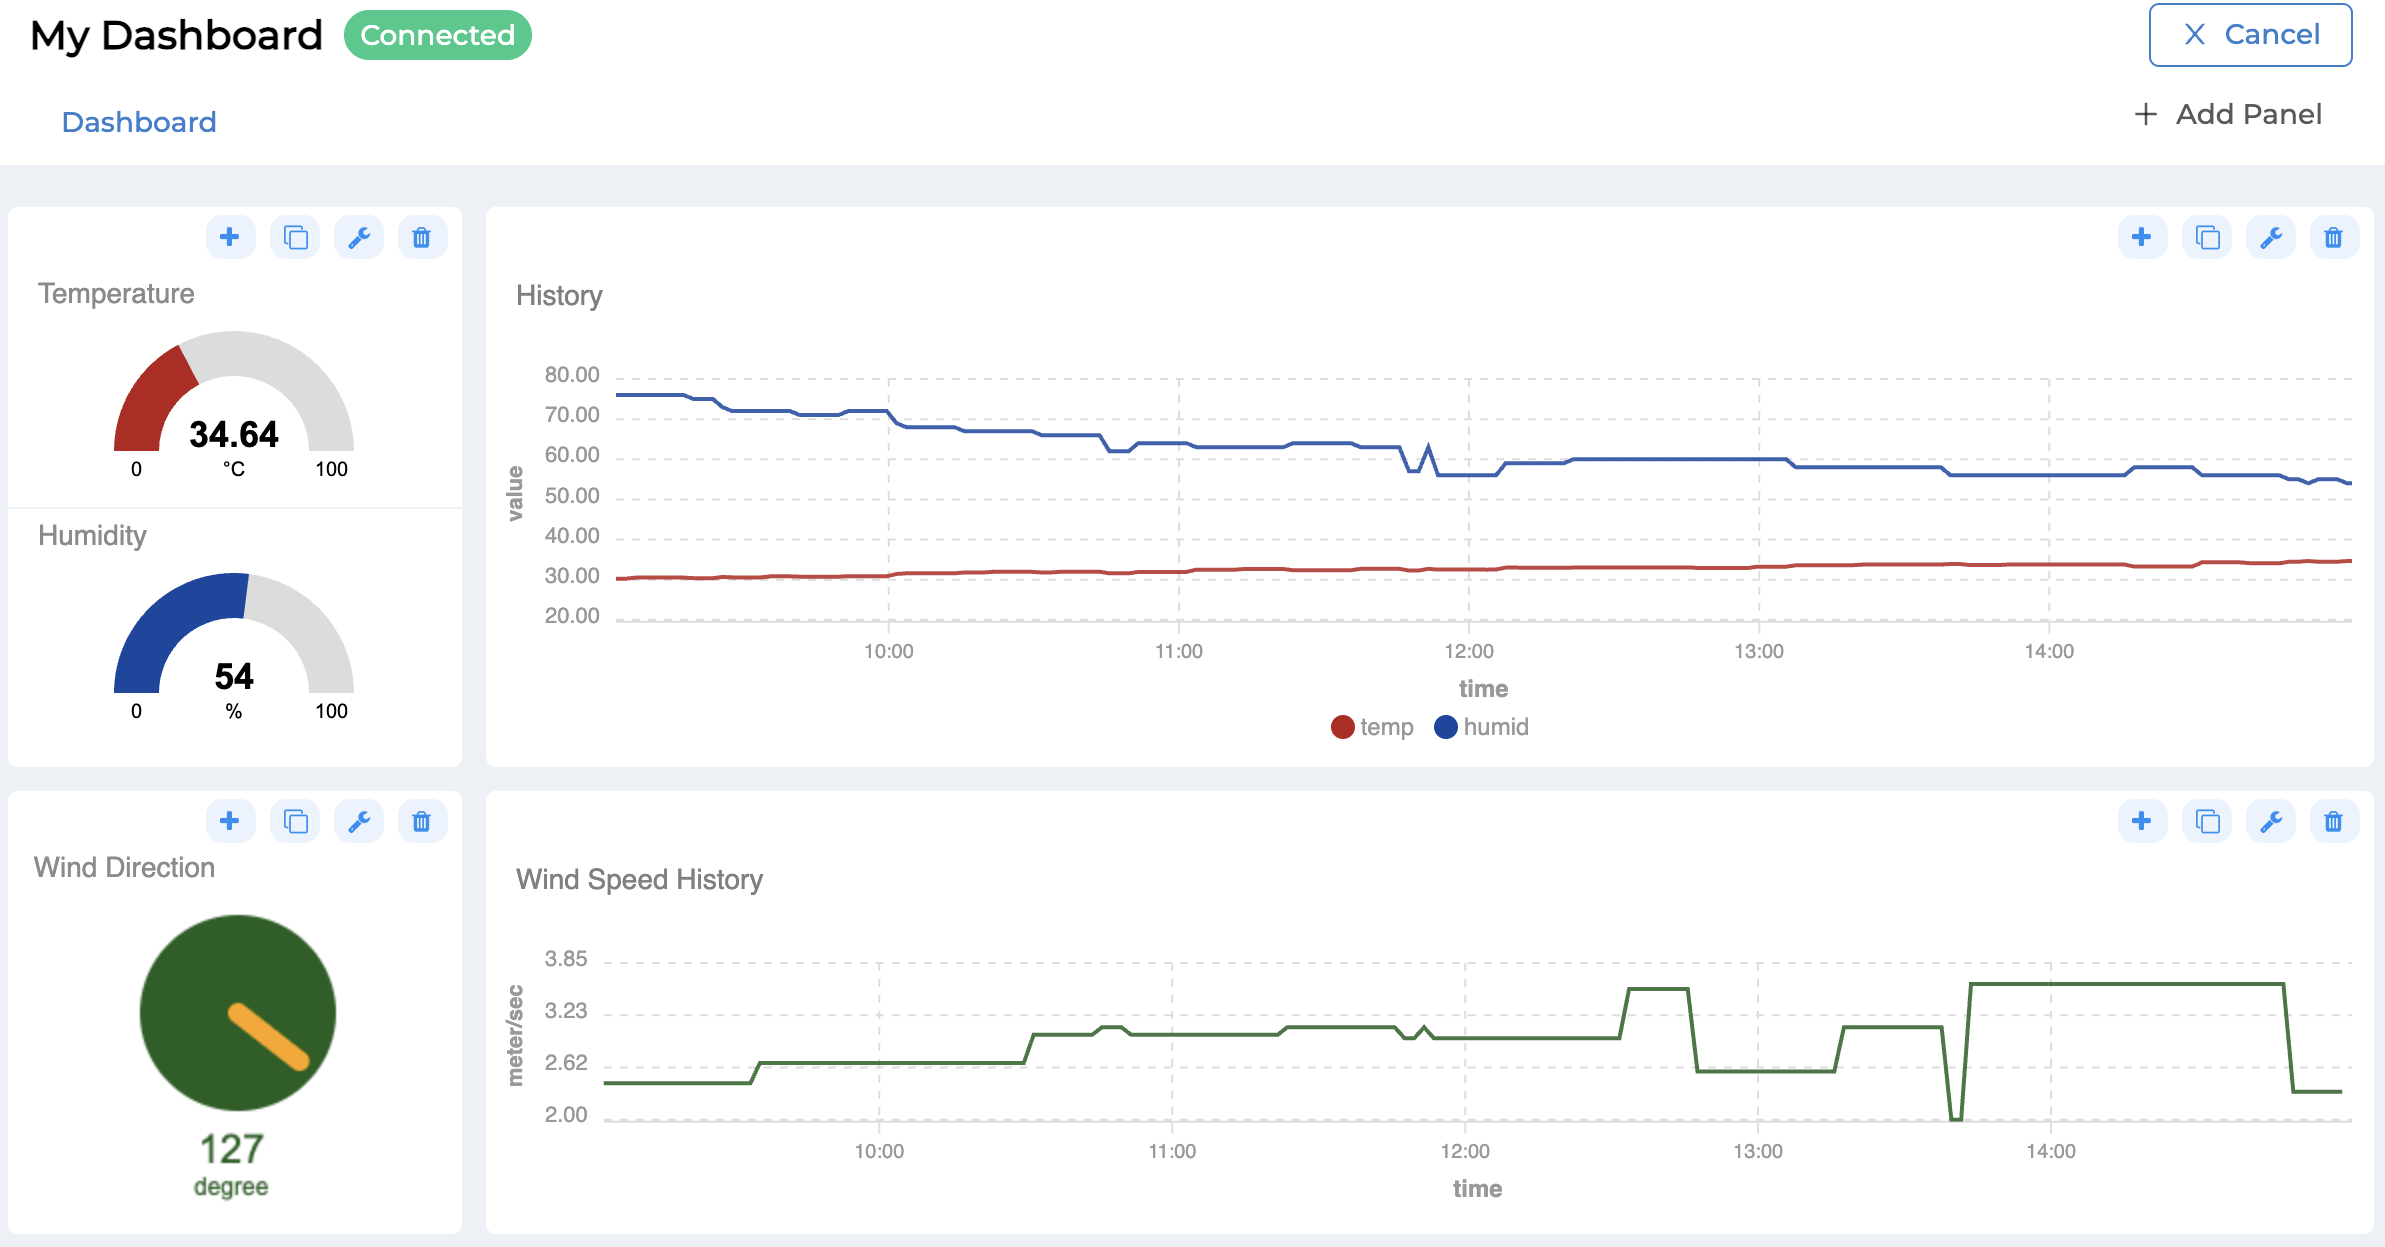 My Dashboard Connected
Cancel
Dashboard
Add Panel
Temperature
34.64
0 °C 100
Humidity
54
0 % 100
History
80.00
70.00
60.00
50.00
40.00
30.00
20.00
value
10:00 11:00 12:00 13:00 14:00
time
temp humid
Wind Direction
127
degree
Wind Speed History
3.85
3.23
2.62
2.00
meter/sec
10:00 11:00 12:00 13:00 14:00
time